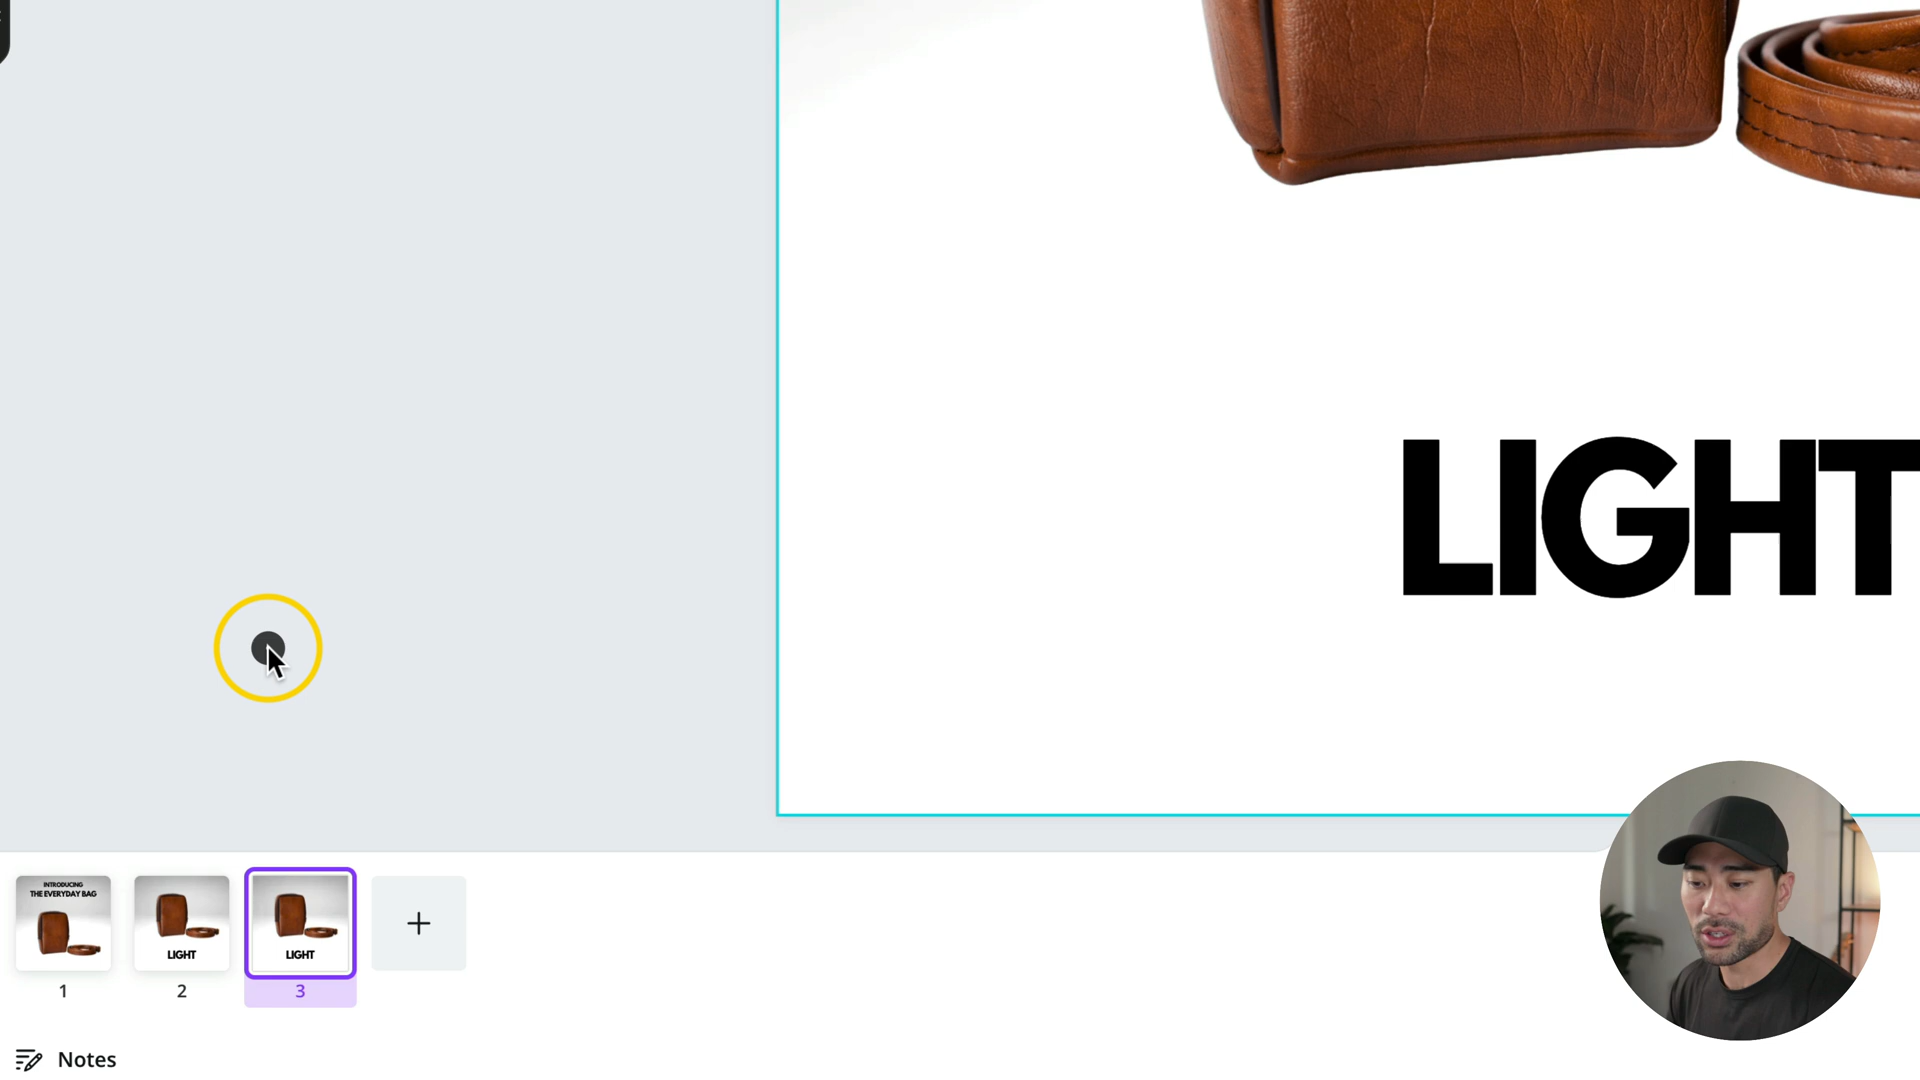 LIGHT
INTRODUCING
THE EVERYDAY BAG
LIGHT
LIGHT
1
2
3
Notes